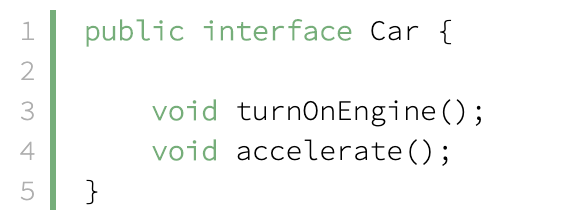 1 public interface Car {
2
3     void turnOnEngine();
4     void accelerate();
5 }